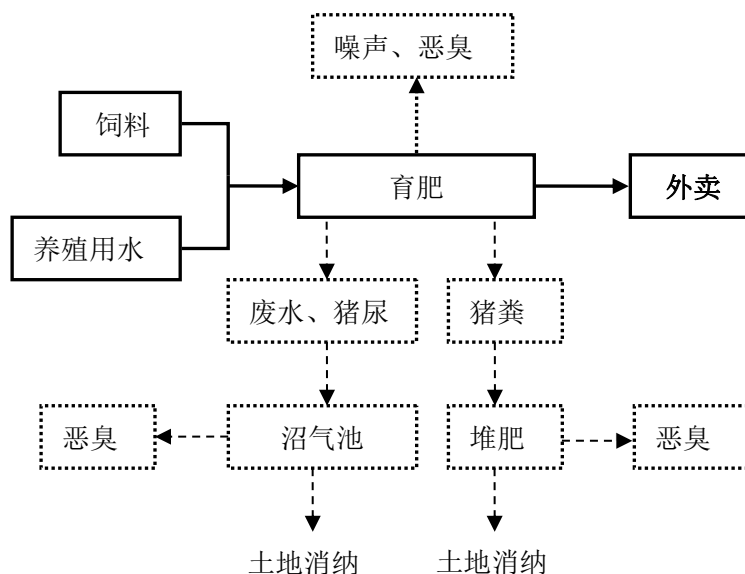 噪声、恶臭
饲料
育肥
外卖
养殖用水
废水、猪尿
猪粪
恶臭
沼气池
堆肥
恶臭
土地消纳
土地消纳